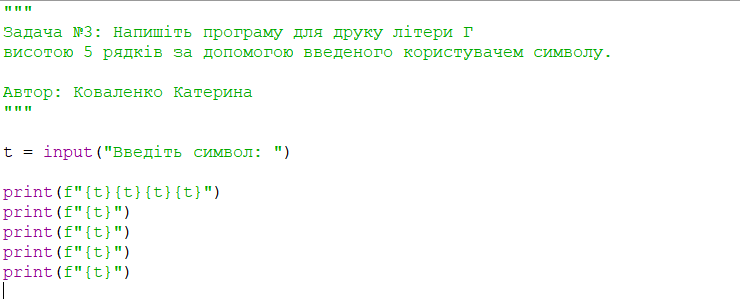 """
Задача №3: Напишіть програму для друку літери Г
висотою 5 рядків за допомогою введеного користувачем символу.
Автор: Коваленко Катерина
"""
t = input("Введіть символ: ")
print(f"{t}{t}{t}{t}")
print(f"{t}")
print(f"{t}")
print(f"{t}")
print(f"{t}")